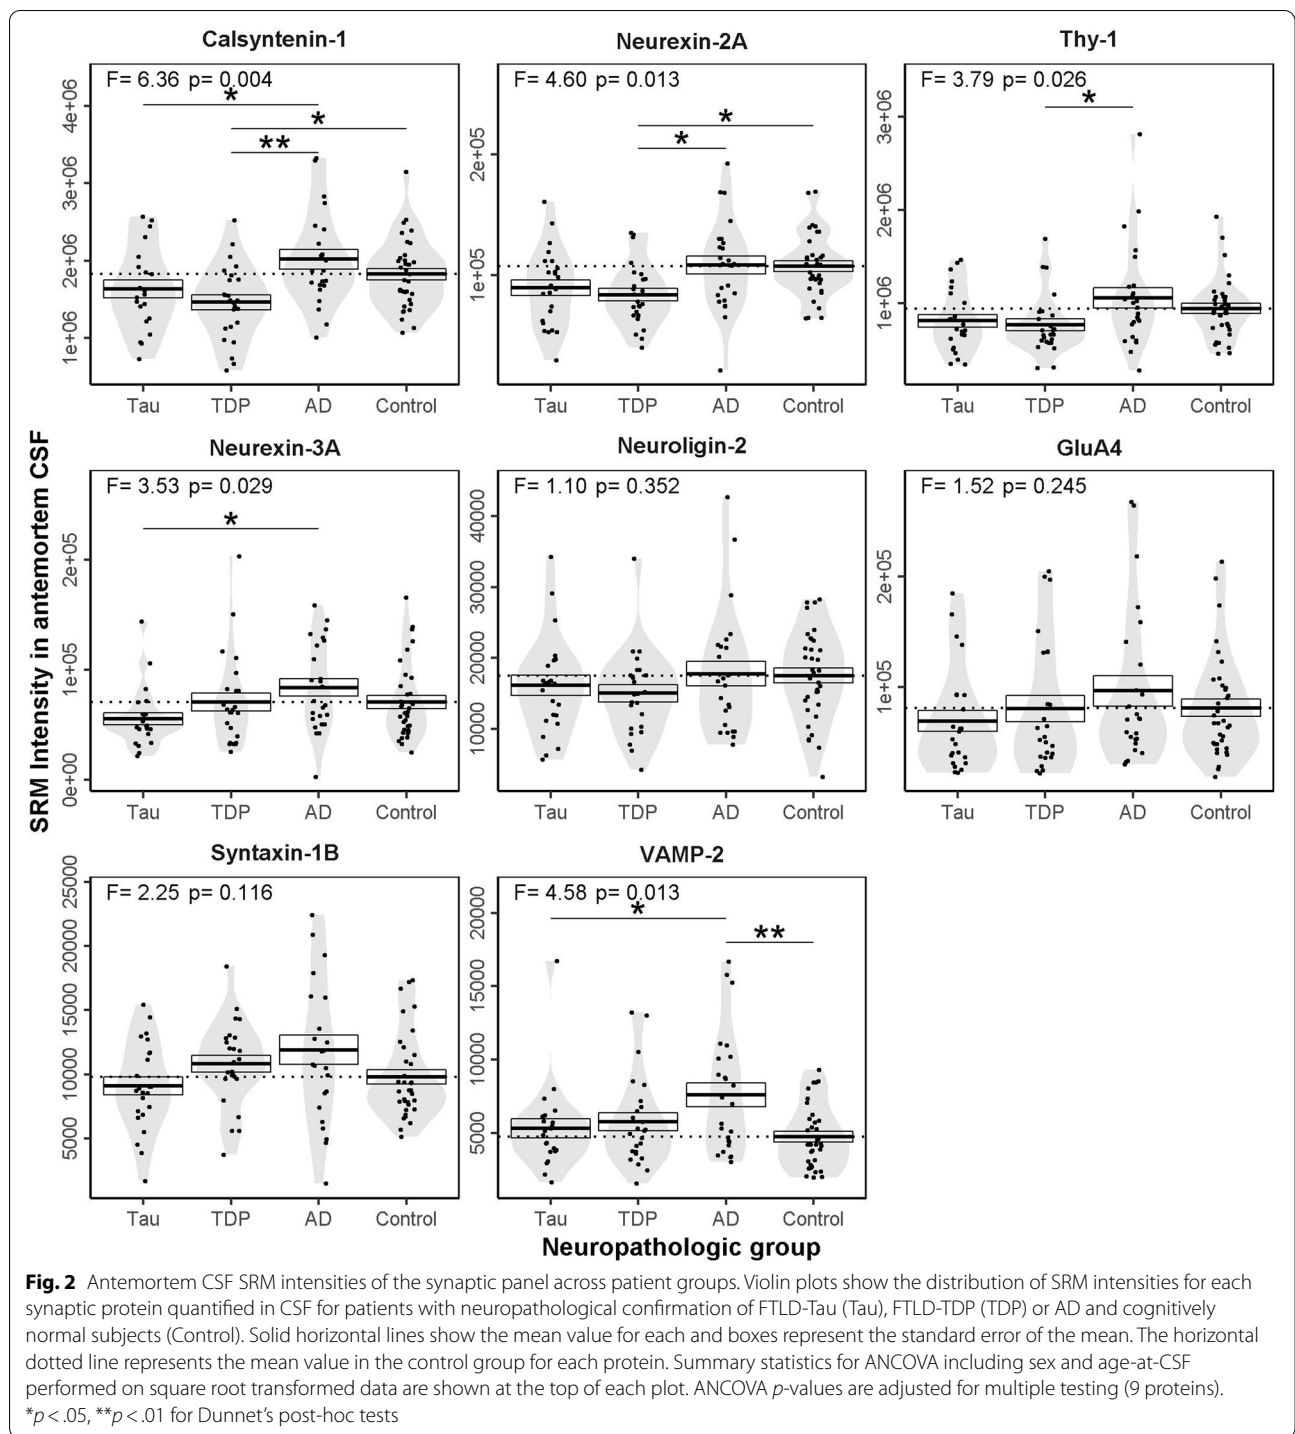 Calsyntenin-1
Neurexin-2A
Thy-1
F= 6.36 p= 0.004
F= 4.60 p= 0.013
F= 3.79 p= 0.026
*
*
**
*
*
*
4e+06
3e+06
2e+06
1e+06
2e+05
1e+05
3e+06
2e+06
1e+06
Tau TDP AD Control
Tau TDP AD Control
Tau TDP AD Control
SRM Intensity in antemortem CSF
Neurexin-3A
Neuroligin-2
GluA4
F= 3.53 p= 0.029
F= 1.10 p= 0.352
F= 1.52 p= 0.245
*
2e+05
1e+05
0e+00
40000
30000
20000
10000
2e+05
1e+05
Tau TDP AD Control
Tau TDP AD Control
Tau TDP AD Control
Syntaxin-1B
VAMP-2
F= 2.25 p= 0.116
F= 4.58 p= 0.013
*
**
25000
20000
15000
10000
5000
20000
15000
10000
5000
Tau TDP AD Control
Tau TDP AD Control
Neuropathologic group
Fig. 2 Antemortem CSF SRM intensities of the synaptic panel across patient groups. Violin plots show the distribution of SRM intensities for each
synaptic protein quantified in CSF for patients with neuropathological confirmation of FTLD-Tau (Tau), FTLD-TDP (TDP) or AD and cognitively
normal subjects (Control). Solid horizontal lines show the mean value for each and boxes represent the standard error of the mean. The horizontal
dotted line represents the mean value in the control group for each protein. Summary statistics for ANCOVA including sex and age-at-CSF
performed on square root transformed data are shown at the top of each plot. ANCOVA p-values are adjusted for multiple testing (9 proteins).
*p < .05, **p < .01 for Dunnet's post-hoc tests